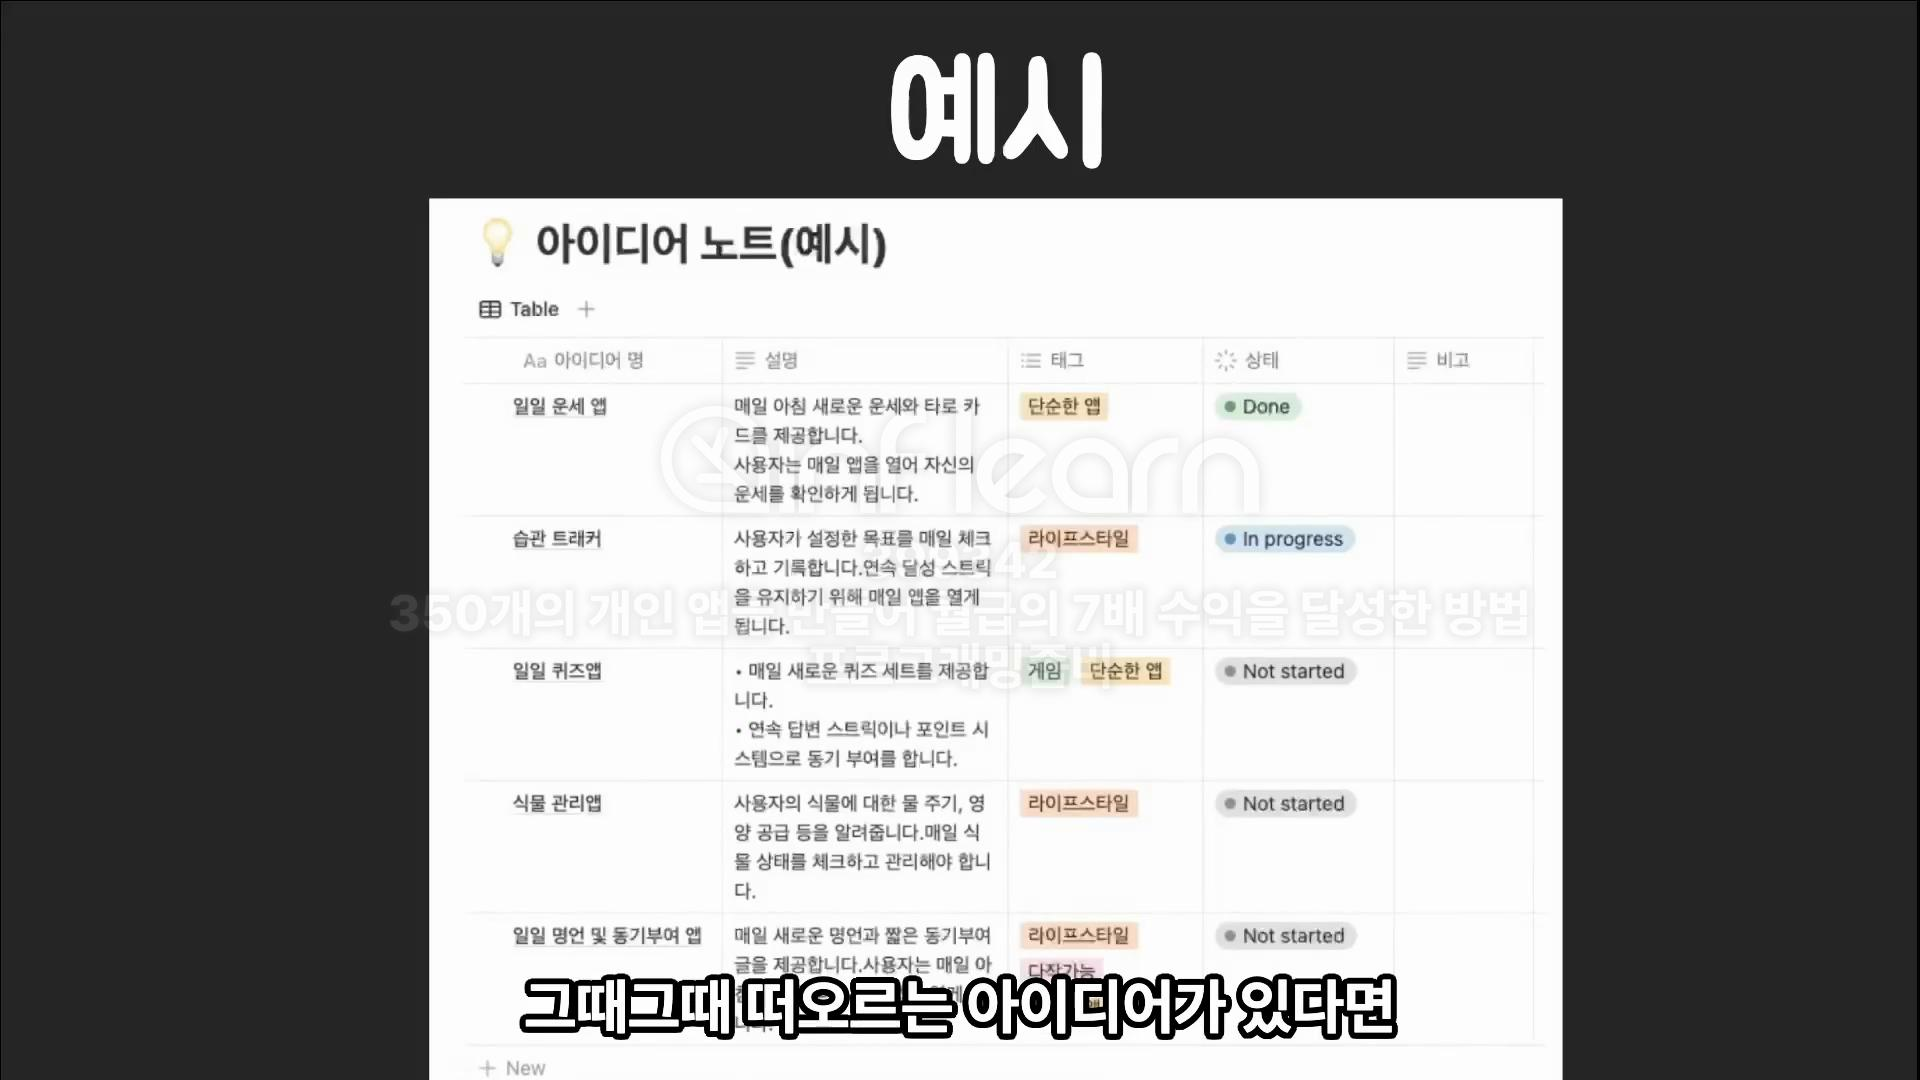 예시
아이디어 노트(예시)
Table +
Aa 아이디어 명
설명
태그
상태
비고
일일 운세 앱
매일 아침 새로운 운세와 타로 카
드를 제공합니다.
사용자는 매일 앱을 열어 자신의
운세를 확인하게 됩니다.
단순한 앱
Done
습관 트래커
사용자가 설정한 목표를 매일 체크
하고 기록합니다.연속 달성 스트릭
을 유지하기 위해 매일 앱을 열게
됩니다.
라이프스타일
In progress
일일 퀴즈앱
• 매일 새로운 퀴즈 세트를 제공합
니다.
• 연속 답변 스트릭이나 포인트 시
스템으로 동기 부여를 합니다.
게임 단순한 앱
Not started
식물 관리앱
사용자의 식물에 대한 물 주기, 영
양 공급 등을 알려줍니다.매일 식
물 상태를 체크하고 관리해야 합니
다.
라이프스타일
Not started
일일 명언 및 동기부여 앱
매일 새로운 명언과 짧은 동기부여
글을 제공합니다.사용자는 매일 아
라이프스타일
다작가능
Not started
+ New
그때그때 떠오르는 아이디어가 있다면
inflearn
350개의 개인 앱 만들어 월급의 7배 수익을 달성한 방법